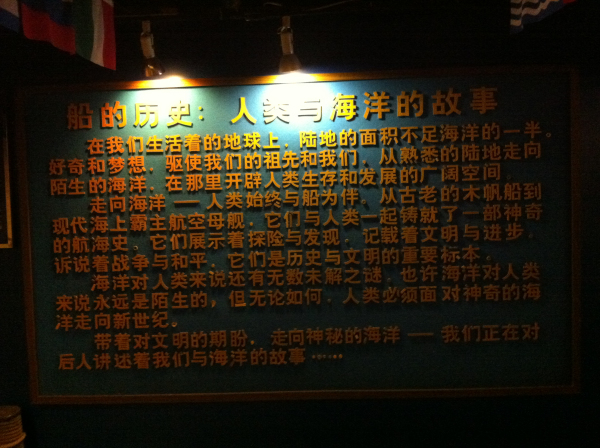 船的历史：人类与海洋的故事
在我们生活着的地球上，陆地的面积不足海洋的一半。
好奇和梦想，驱使我们的祖先和我们，从熟悉的陆地走向
陌生的海洋，在那里开辟人类生存和发展的广阔空间．
走向海洋 —— 人类始终与船为伴．从古老的木帆船到
现代海上霸主航空母舰，它们与人类一起铸就了一部神奇
的航海史．它们展示着探险与发现，记载着文明与进步，
诉说着战争与和平．它们是历史与文明的重要标本．
海洋对人类来说还有无数未解之谜，也许海洋对人类
来说永远是陌生的，但无论如何，人类必须面对神奇的海
洋走向新世纪。
带着对文明的期盼，走向神秘的海洋 —— 我们正在对
后人讲述着我们与海洋的故事 ······